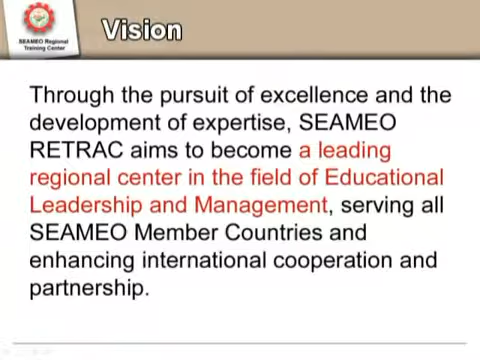 SEAMEO Regional
Training Center
Vision
Through the pursuit of excellence and the
development of expertise, SEAMEO
RETRAC aims to become a leading
regional center in the field of Educational
Leadership and Management, serving all
SEAMEO Member Countries and
enhancing international cooperation and
partnership.